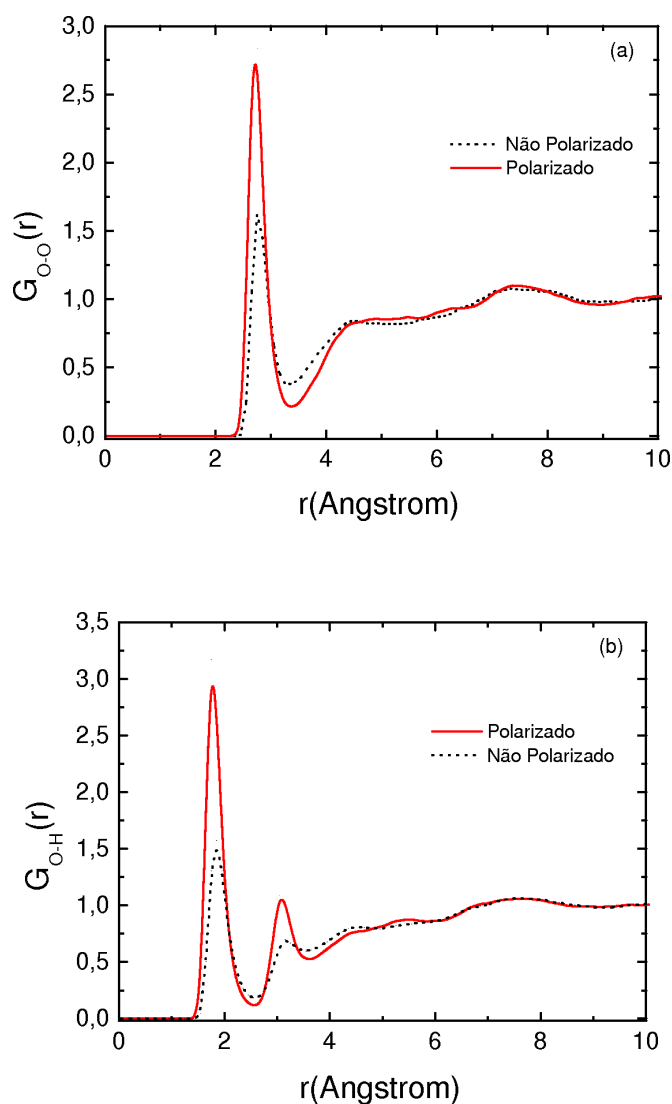 (a)
3,0
2,5
2,0
1,5
1,0
0,5
0,0
G O-O (r)
Não Polarizado
Polarizado
0 2 4 6 8 10
r(Angstrom)
(b)
3,5
3,0
2,5
2,0
1,5
1,0
0,5
0,0
G O-H (r)
Polarizado
Não Polarizado
0 2 4 6 8 10
r(Angstrom)